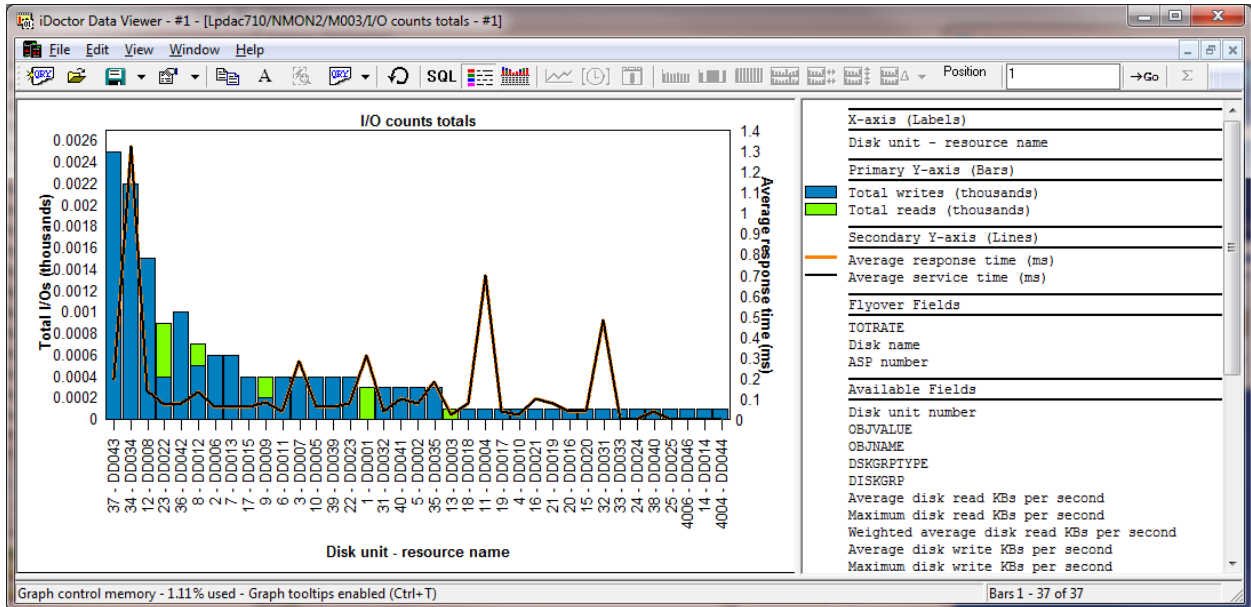 iDoctor Data Viewer - #1 - [Lpdac710/NMON2/M003/I/O counts totals - #1]
File Edit View Window Help
QRY A QRY SQL Position 1 Go Σ
I/O counts totals
Total I/Os (thousands)
0.0026
0.0024
0.0022
0.002
0.0018
0.0016
0.0014
0.0012
0.001
0.0008
0.0006
0.0004
0.0002
0
1.4
1.3
1.2
1.1
1
0.9
0.8
0.7
0.6
0.5
0.4
0.3
0.2
0.1
0
Average response time (ms)
37 - DD043
34 - DD034
12 - DD008
23 - DD022
36 - DD042
8 - DD012
2 - DD006
7 - DD013
17 - DD015
9 - DD009
6 - DD011
3 - DD007
10 - DD005
39 - DD039
22 - DD023
1 - DD001
31 - DD032
40 - DD041
5 - DD002
35 - DD035
13 - DD003
18 - DD018
11 - DD004
19 - DD017
4 - DD010
16 - DD021
21 - DD019
20 - DD016
15 - DD020
32 - DD031
33 - DD033
24 - DD024
38 - DD040
25 - DD025
4006 - DD046
14 - DD014
4004 - DD044
Disk unit - resource name
X-axis (Labels)
Disk unit - resource name
Primary Y-axis (Bars)
Total writes (thousands)
Total reads (thousands)
Secondary Y-axis (Lines)
Average response time (ms)
Average service time (ms)
Flyover Fields
TOTRATE
Disk name
ASP number
Available Fields
Disk unit number
OBJVALUE
OBJNAME
DSKGRPTYPE
DISKGRP
Average disk read KBs per second
Maximum disk read KBs per second
Weighted average disk read KBs per second
Average disk write KBs per second
Maximum disk write KBs per second
Graph control memory - 1.11% used - Graph tooltips enabled (Ctrl+T)
Bars 1 - 37 of 37